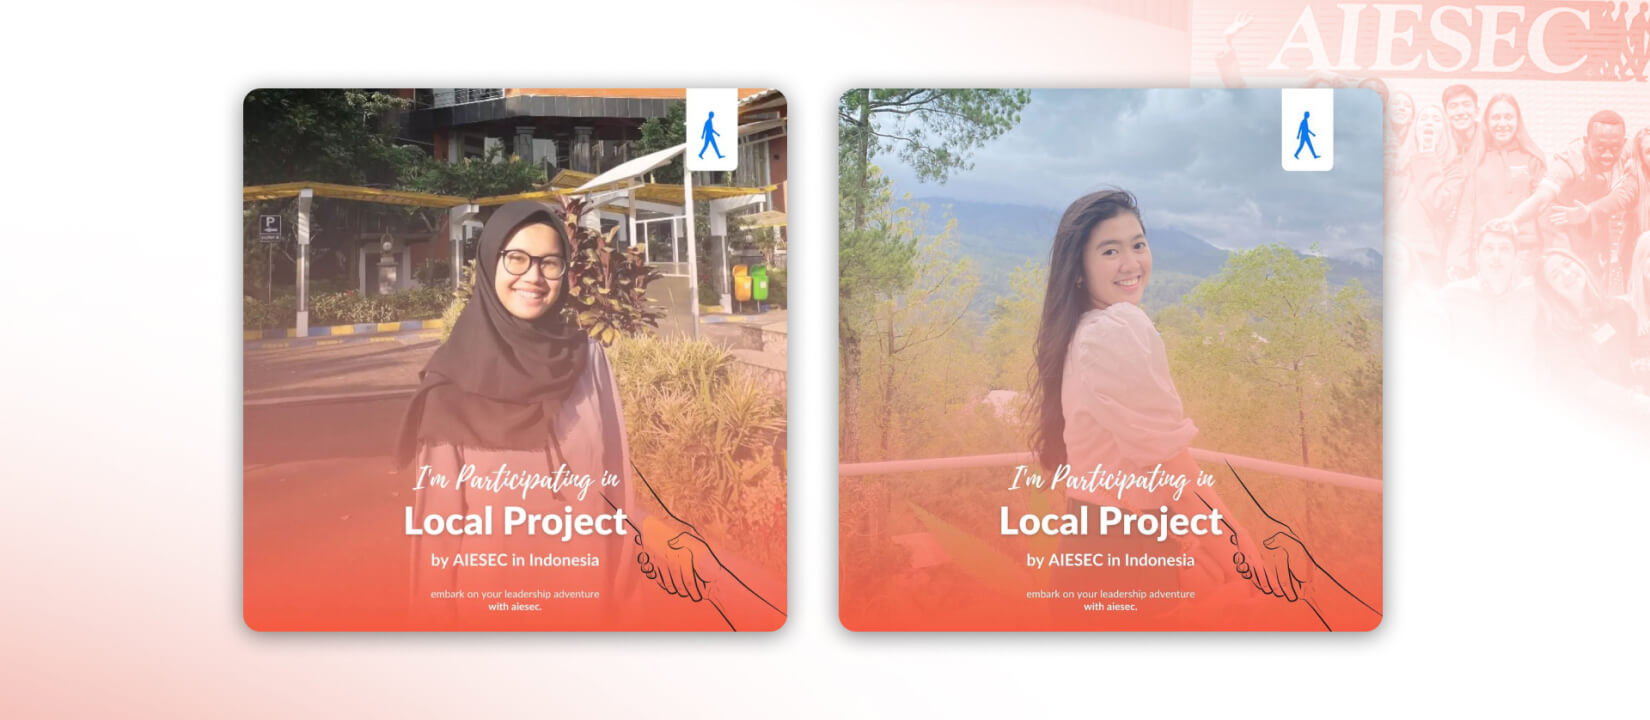 AIESEC
P
I'm Participating in
Local Project
by AIESEC in Indonesia
embark on your leadership adventure
with aiesec.
I'm Participating in
Local Project
by AIESEC in Indonesia
embark on your leadership adventure
with aiesec.